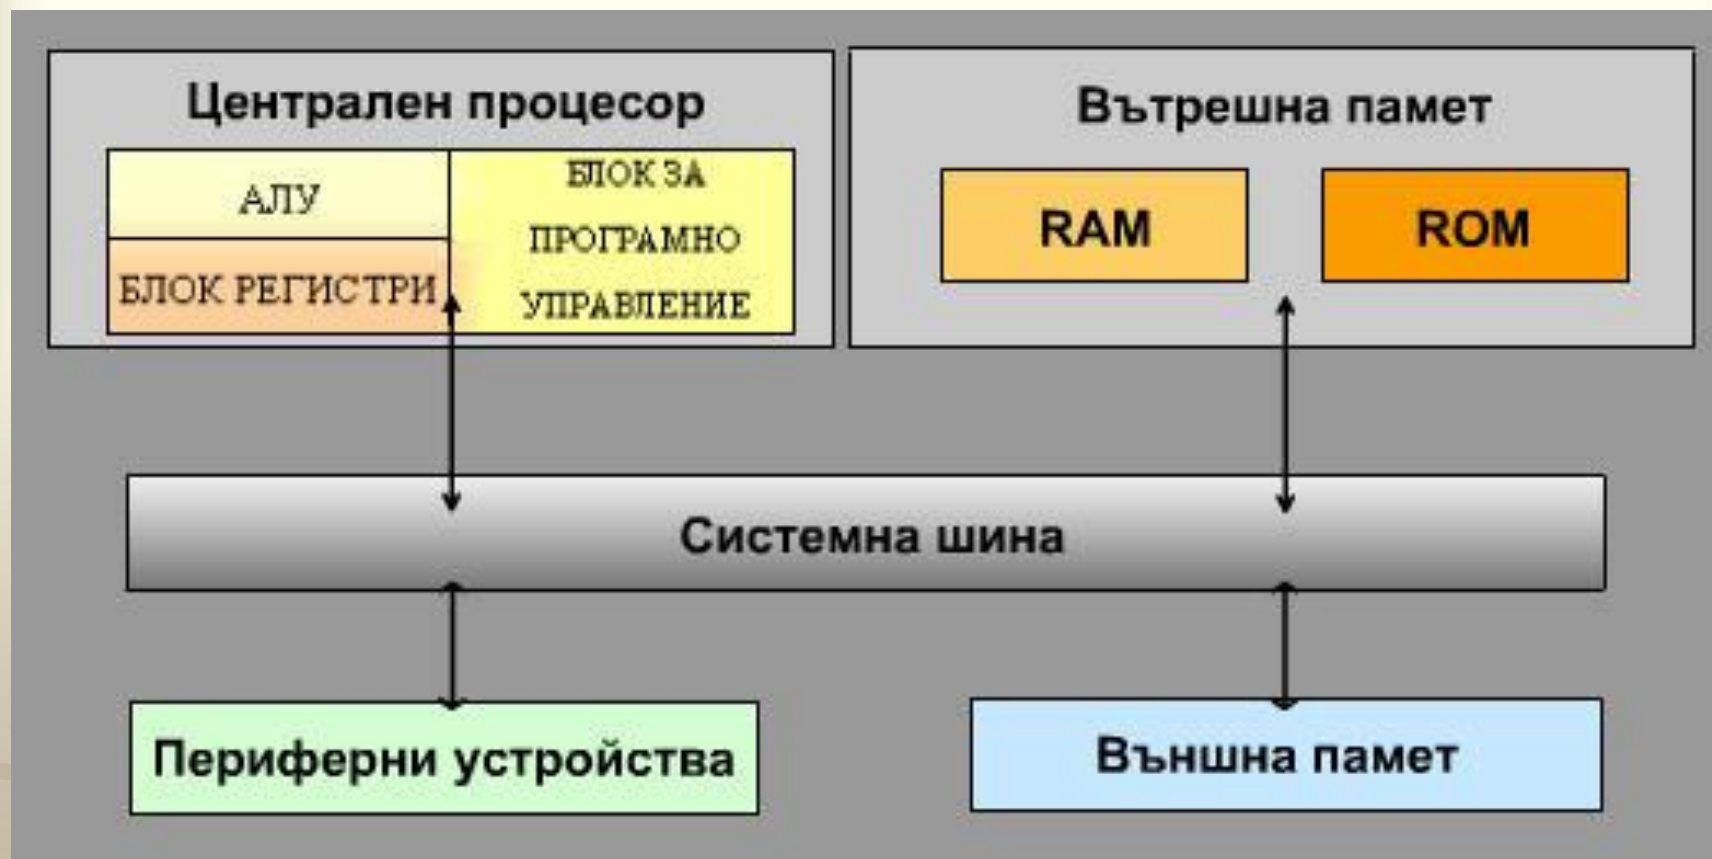 Централен процесор
АЛУ
БЛОК РЕГИСТРИ
БЛОК ЗА
ПРОГРАМНО
УПРАВЛЕНИЕ
Вътрешна памет
RAM
ROM
Системна шина
Периферни устройства
Външна памет